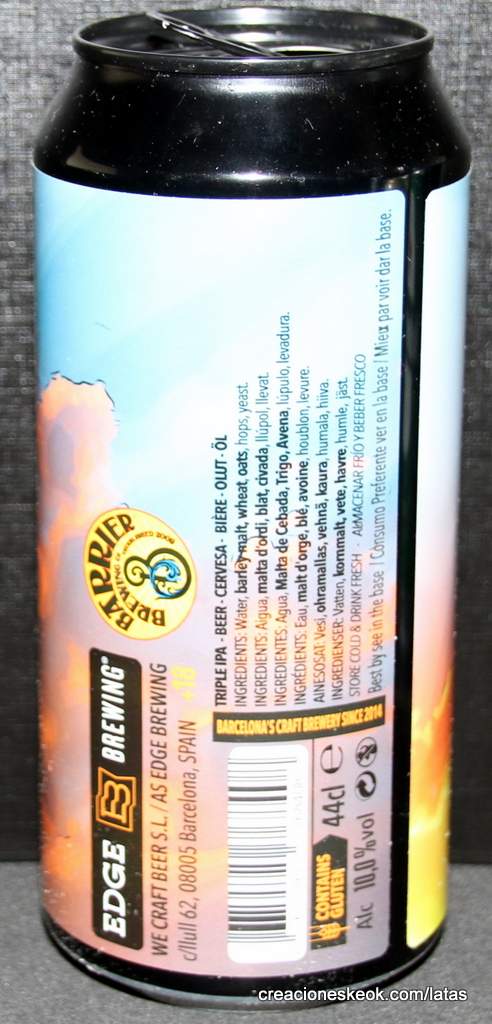 BARRIER
BREWING Co
ESTABLISHED 2009
EDGE BREWING
WE CRAFT BEER S.L. / AS EDGE BREWING
c/llull 62, 08005 Barcelona, SPAIN +18
TRIPLE IPA - BEER - CERVESA - BIÈRE - OLUT - ÖL
INGREDIENTS: Water, barley malt, wheat, oats, hops, yeast.
INGREDIENTS: Aigua, malta d'ordi, blat, civada, llúpol, llevat.
INGREDIENTES: Agua, Malta de Cebada, Trigo, Avena, lúpulo, levadura.
INGRÉDIENTS: Eau, malt d'orge, blé, avoine, houblon, levure.
AINESOSAT: Vesi, ohramallas, vehnä, kaura, humala, hiiva.
INGREDIENSER: Vatten, kornmalt, vete, havre, humle, jäst.
STORE COLD & DRINK FRESH - ALMACENAR FRÍO Y BEBER FRESCO
Best by see in the base | Consumo Preferente ver en la base | Mieux par voir dar la base.
BARCELONA'S CRAFT BREWERY SINCE 2014
CONTAINS
GLUTEN
44cl e
Alc 10,0%vol
creacioneskeok.com/latas